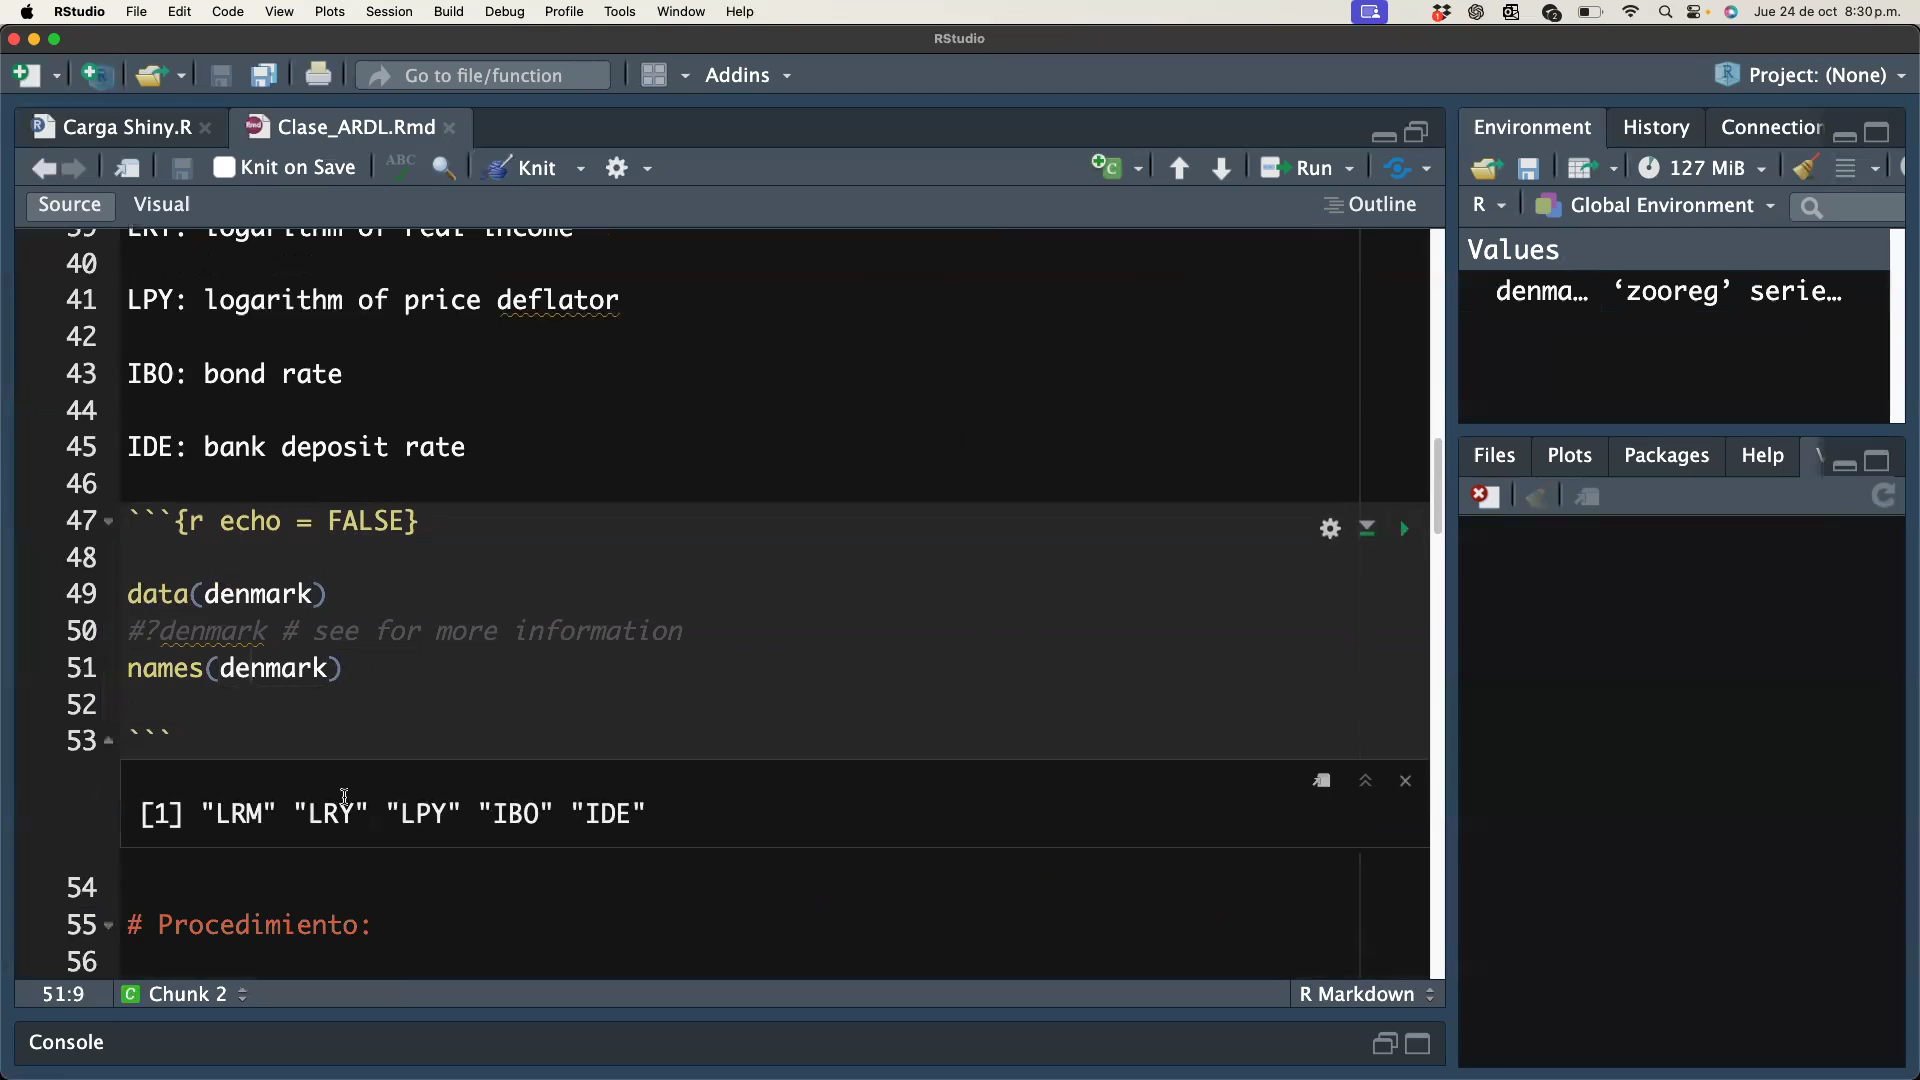 RStudio File Edit Code View Plots Session Build Debug Profile Tools Window Help 1 2 Jue 24 de oct 8:30 p.m.
RStudio
Go to file/function Addins Project: (None)
Carga Shiny.R Clase_ARDL.Rmd
Knit on Save ABC Knit Run
Source Visual Outline
39 LRY: logarithm of real income
40
41 LPY: logarithm of price deflator
42
43 IBO: bond rate
44
45 IDE: bank deposit rate
46
47 ```{r echo = FALSE}
48
49 data(denmark)
50 #?denmark # see for more information
51 names(denmark)
52
53 ```
[1] "LRM" "LRY" "LPY" "IBO" "IDE"
54
55 # Procedimiento:
56
51:9 C Chunk 2 R Markdown
Console
Environment History Connection
127 MiB
R Global Environment
Values
denma… ‘zooreg’ serie…
Files Plots Packages Help